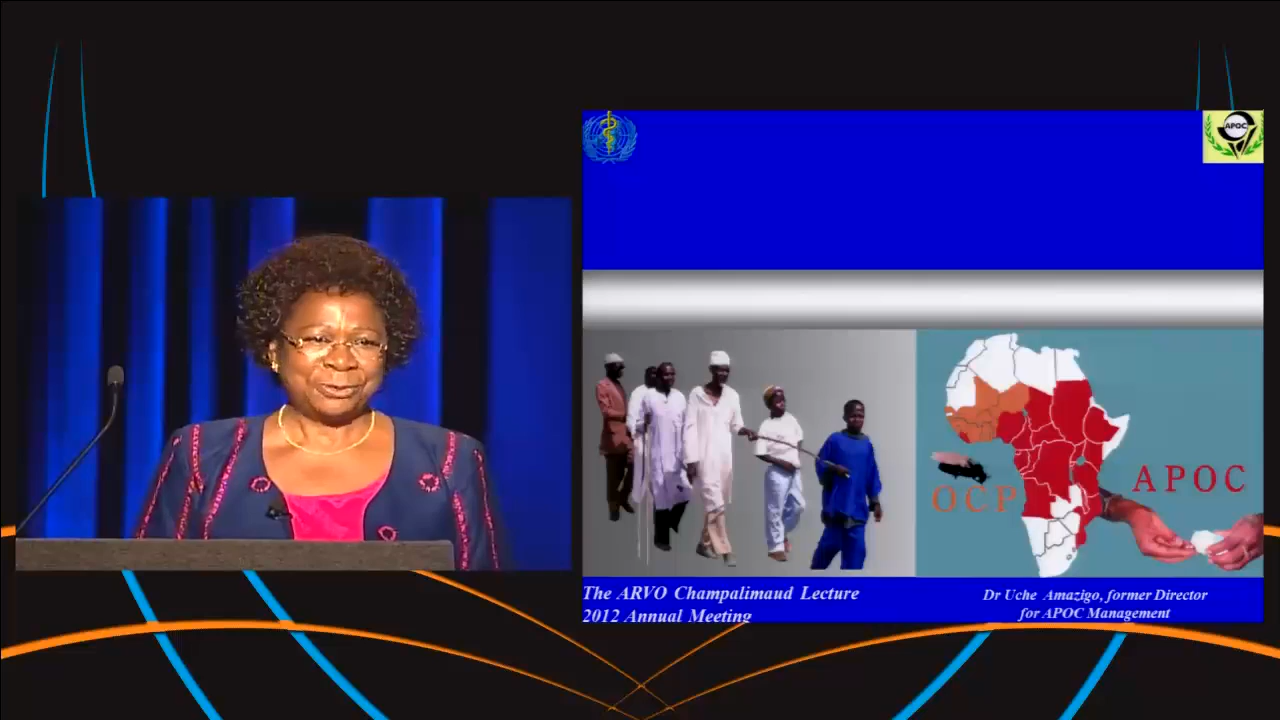 APOC
OCP
APOC
The ARVO Champalimaud Lecture
2012 Annual Meeting
Dr Uche Amazigo, former Director
for APOC Management